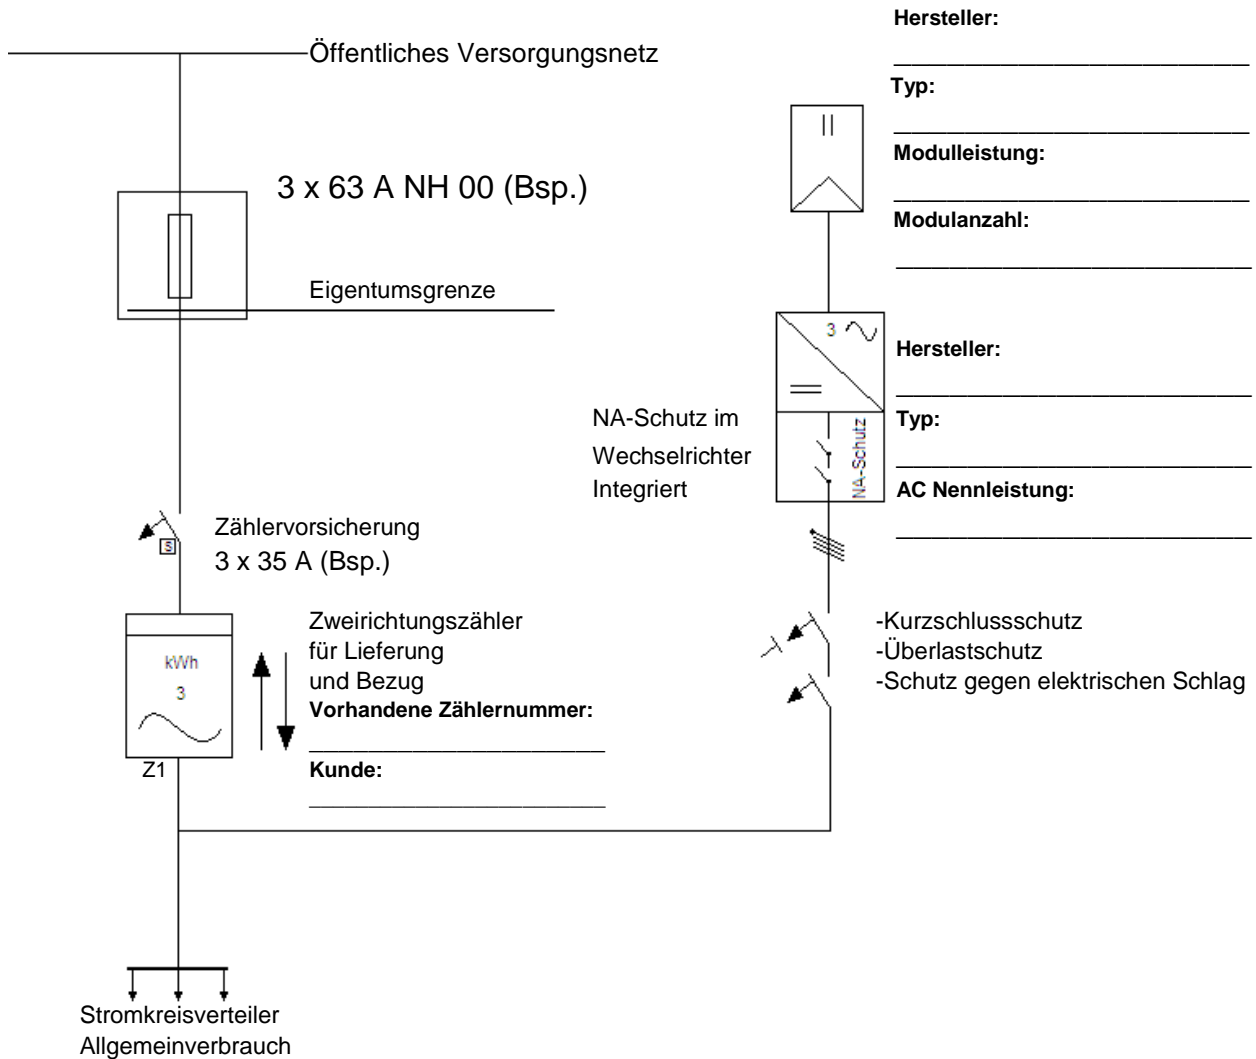 Öffentliches Versorgungsnetz
3 x 63 A NH 00 (Bsp.)
Eigentumsgrenze
Zählervorsicherung
3 x 35 A (Bsp.)
S
kWh
3
Z1
Zweirichtungszähler
für Lieferung
und Bezug
Vorhandene Zählernummer:
Kunde:
Stromkreisverteiler
Allgemeinverbrauch
Hersteller:
Typ:
Modulleistung:
Modulanzahl:
3
NA-Schutz im
Wechselrichter
Integriert
NA-Schutz
Hersteller:
Typ:
AC Nennleistung:
-Kurzschlussschutz
-Überlastschutz
-Schutz gegen elektrischen Schlag